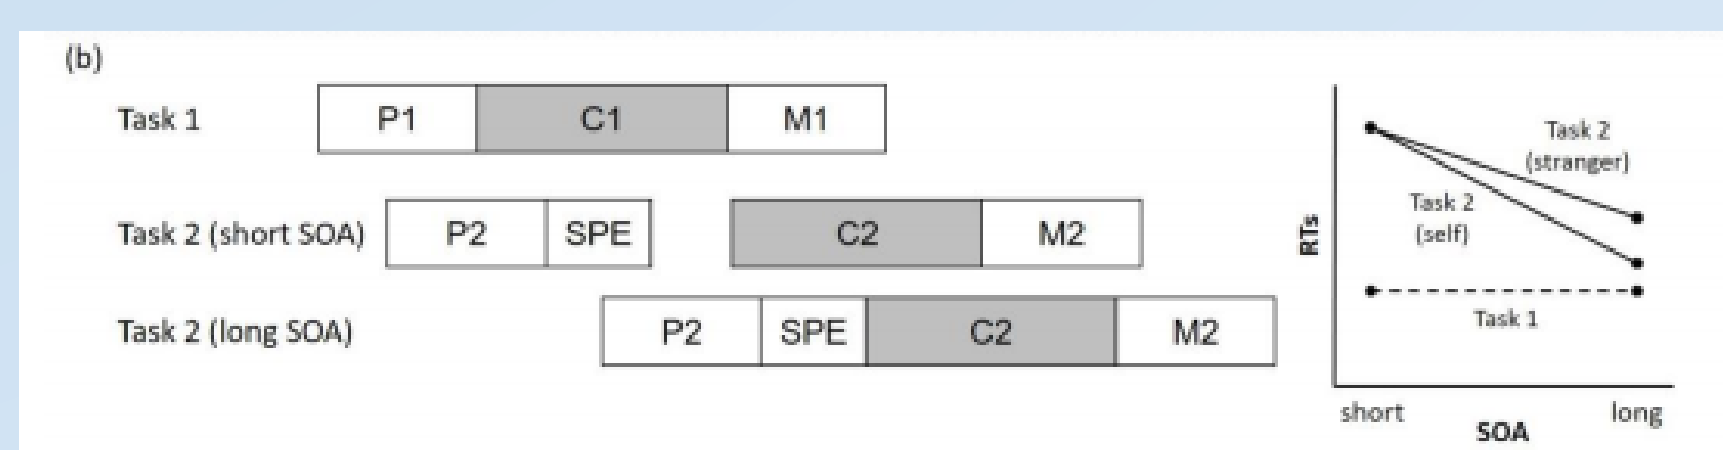 (b)
Task 1
P1
C1
M1
Task 2 (short SOA)
P2
SPE
C2
M2
Task 2 (long SOA)
P2
SPE
C2
M2
RTs
Task 2
(stranger)
Task 2
(self)
Task 1
short
long
SOA